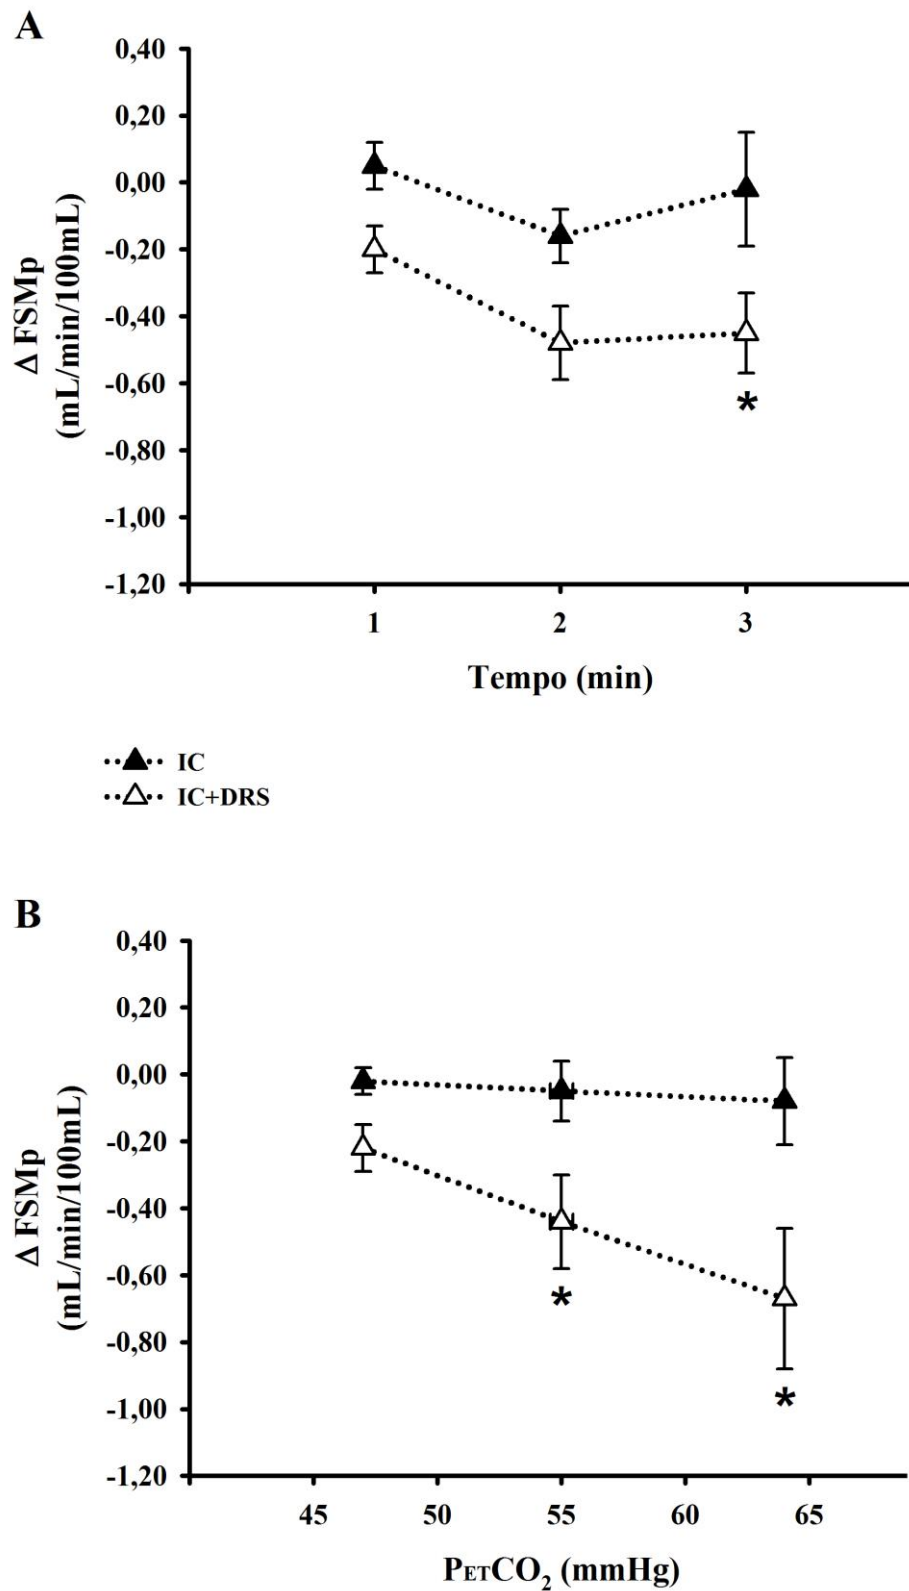 A
0,40
0,20
0,00
-0,20
-0,40
-0,60
-0,80
-1,00
-1,20
Δ FSMp
(mL/min/100mL)
*
1 2 3
Tempo (min)
IC
IC+DRS
B
0,40
0,20
0,00
-0,20
-0,40
-0,60
-0,80
-1,00
-1,20
Δ FSMp
(mL/min/100mL)
*
*
45 50 55 60 65
PETCO₂ (mmHg)